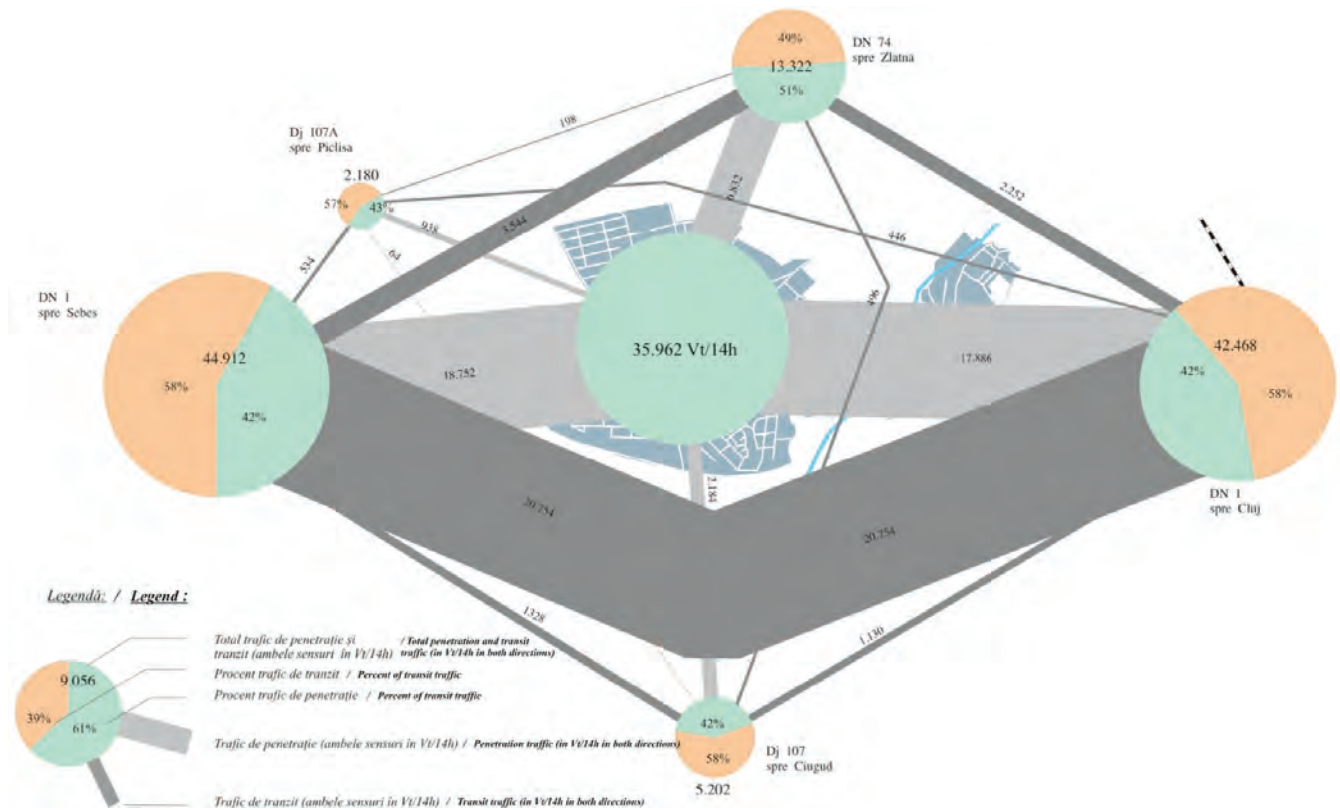 49%
13.322
51%
DN 74
spre Zlatna
Dj 107A
spre Piclisa
2.180
57%
43%
198
938
64
534
3.544
6.832
2.252
446
496
DN 1
spre Sebes
44.912
58%
42%
18.752
35.962 Vt/14h
17.886
42.468
42%
58%
DN 1
spre Cluj
20.754
20.754
2.184
1328
1.130
42%
58%
5.202
Dj 107
spre Ciugud
Legendă: / Legend :
Total trafic de penetrație și / Total penetration and transit
tranzit (ambele sensuri în Vt/14h) traffic (in Vt/14h in both directions)
Procent trafic de tranzit / Percent of transit traffic
Procent trafic de penetrație / Percent of transit traffic
9.056
39%
61%
Trafic de penetrație (ambele sensuri în Vt/14h) / Penetration traffic (in Vt/14h in both directions)
Trafic de tranzit (ambele sensuri în Vt/14h) / Transit traffic (in Vt/14h in both directions)